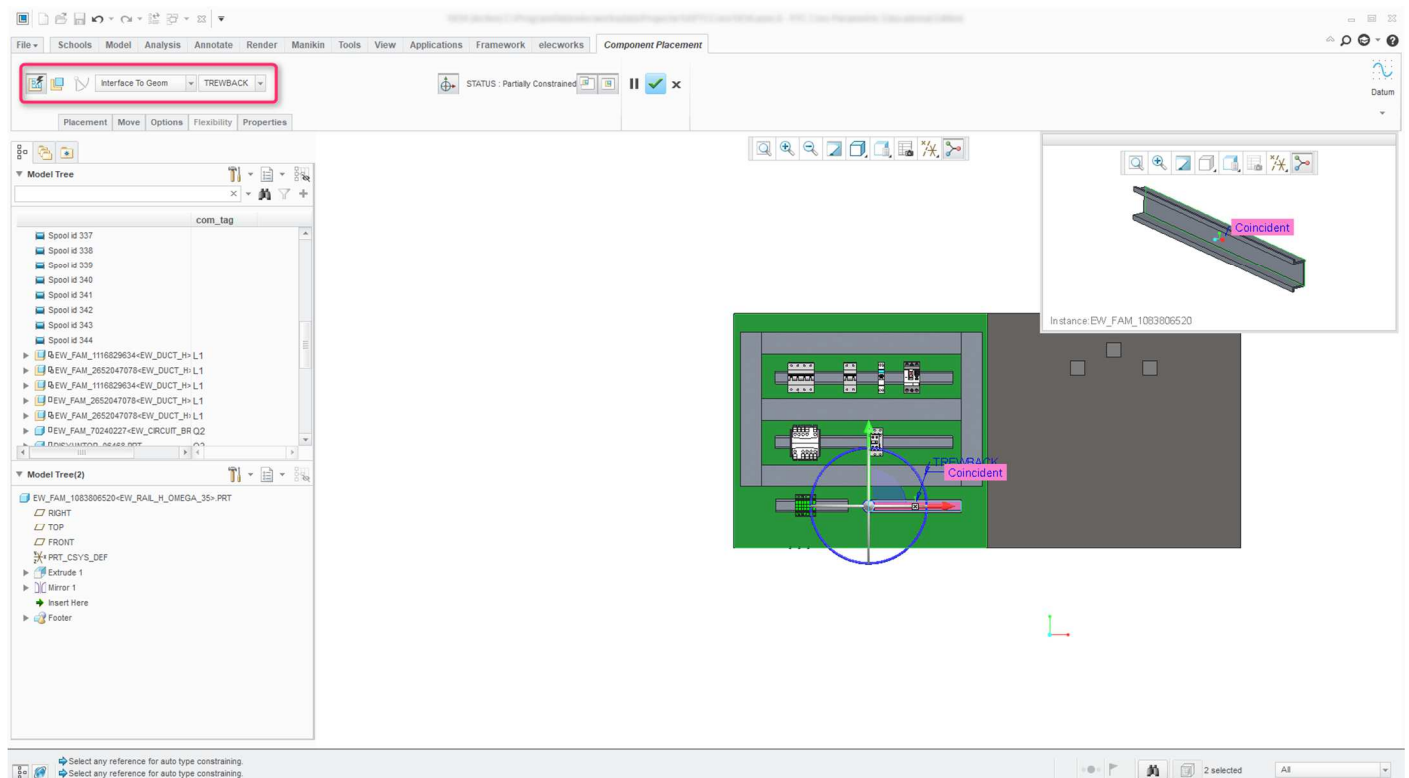 File
Schools
Model
Analysis
Annotate
Render
Manikin
Tools
View
Applications
Framework
elecworks
Component Placement
Interface To Geom
TREWBACK
STATUS : Partially Constrained
Datum
Placement
Move
Options
Flexibility
Properties
Model Tree
com_tag
Spool id 337
Spool id 338
Spool id 339
Spool id 340
Spool id 341
Spool id 342
Spool id 343
Spool id 344
EW_FAM_1116829634<EW_DUCT_H> L1
EW_FAM_2652047078<EW_DUCT_H> L1
EW_FAM_1116829634<EW_DUCT_H> L1
EW_FAM_2652047078<EW_DUCT_H> L1
EW_FAM_2652047078<EW_DUCT_H> L1
EW_FAM_70240227<EW_CIRCUIT_BR Q2
Model Tree(2)
EW_FAM_1083806520<EW_RAIL_H_OMEGA_35>.PRT
RIGHT
TOP
FRONT
PRT_CSYS_DEF
Extrude 1
Mirror 1
Insert Here
Footer
Coincident
Instance:EW_FAM_1083806520
TREWBACK
Coincident
Select any reference for auto type constraining.
Select any reference for auto type constraining.
2 selected
All